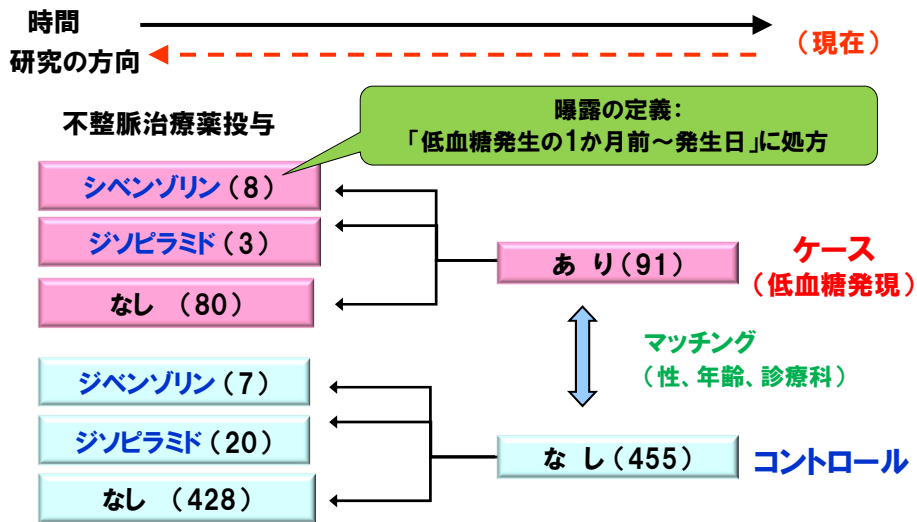 時間
研究の方向
（現在）
不整脈治療薬投与
曝露の定義：
「低血糖発生の1か月前～発生日」に処方
シベンゾリン（8）
ジソピラミド（3）
なし （80）
あ り（91）
ケース
（低血糖発現）
マッチング
（性、年齢、診療科）
ジベンゾリン（7）
ジソピラミド（20）
なし （428）
な し（455）
コントロール